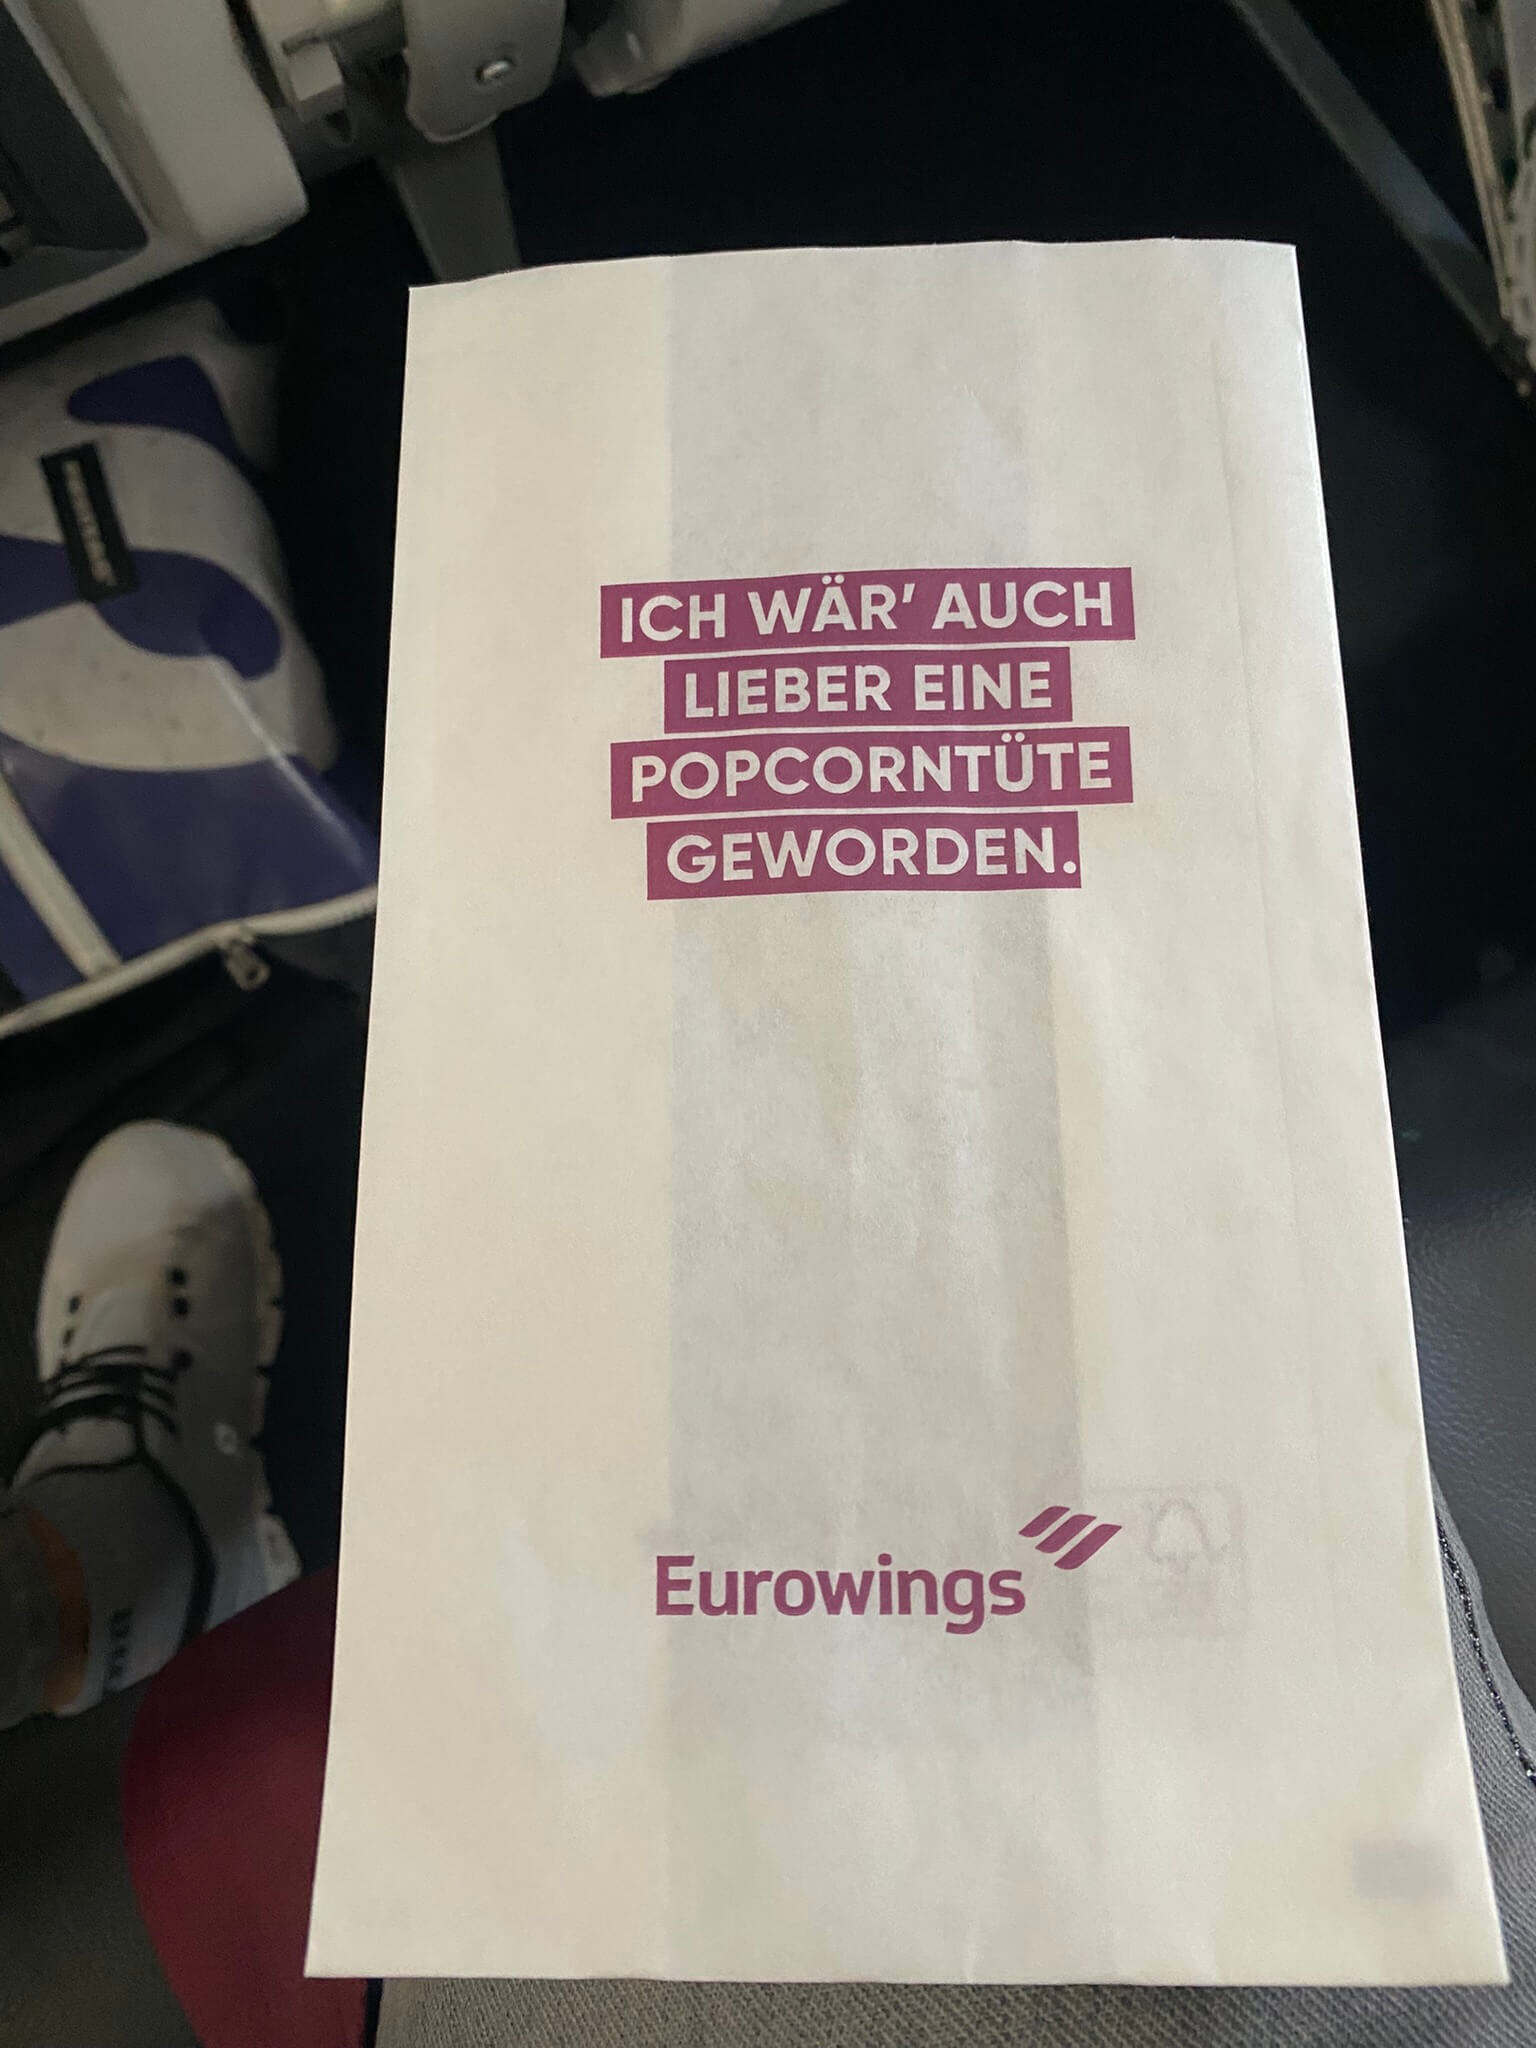 ICH WÄR' AUCH
LIEBER EINE
POPCORNTÜTE
GEWORDEN.
Eurowings